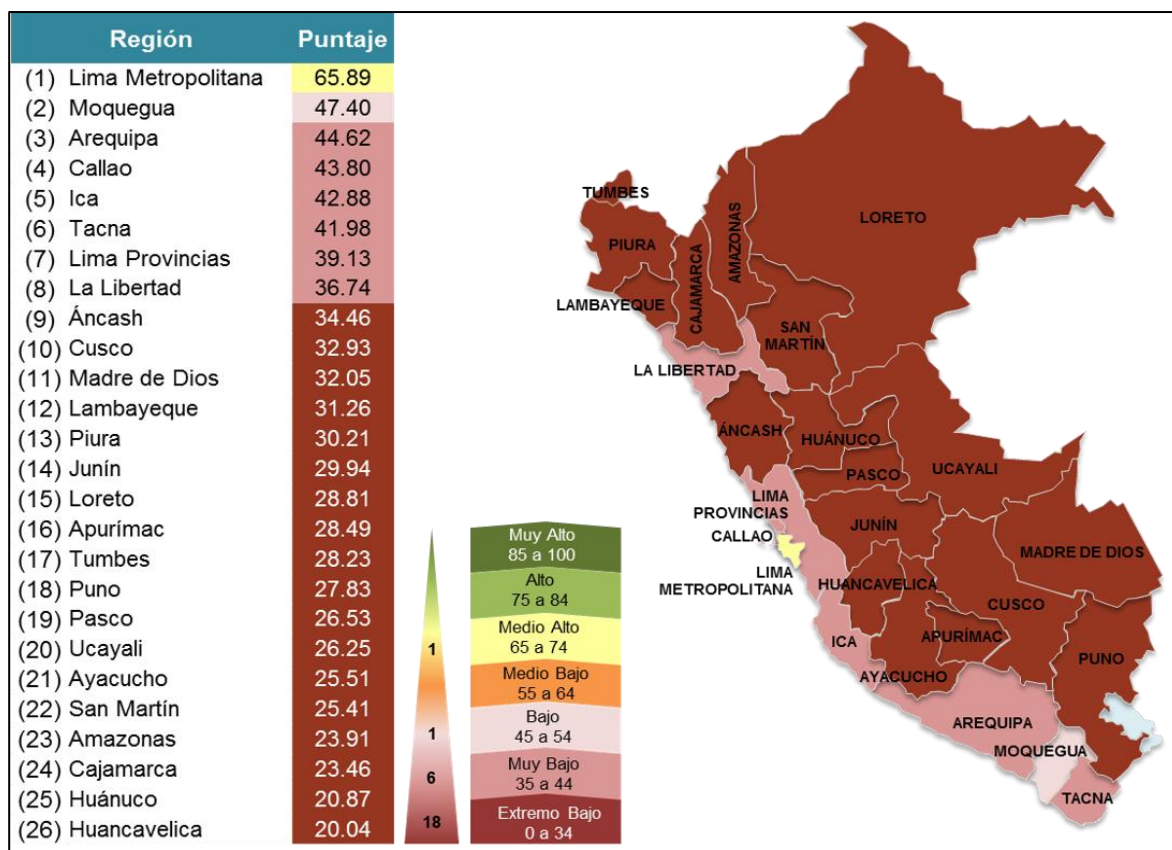 Región Puntaje
(1) Lima Metropolitana 65.89
(2) Moquegua 47.40
(3) Arequipa 44.62
(4) Callao 43.80
(5) Ica 42.88
(6) Tacna 41.98
(7) Lima Provincias 39.13
(8) La Libertad 36.74
(9) Áncash 34.46
(10) Cusco 32.93
(11) Madre de Dios 32.05
(12) Lambayeque 31.26
(13) Piura 30.21
(14) Junín 29.94
(15) Loreto 28.81
(16) Apurímac 28.49
(17) Tumbes 28.23
(18) Puno 27.83
(19) Pasco 26.53
(20) Ucayali 26.25
(21) Ayacucho 25.51
(22) San Martín 25.41
(23) Amazonas 23.91
(24) Cajamarca 23.46
(25) Huánuco 20.87
(26) Huancavelica 20.04
1
1
6
18
Muy Alto
85 a 100
Alto
75 a 84
Medio Alto
65 a 74
Medio Bajo
55 a 64
Bajo
45 a 54
Muy Bajo
35 a 44
Extremo Bajo
0 a 34
TUMBES
PIURA
LAMBAYEQUE
CAJAMARCA
AMAZONAS
LORETO
SAN
MARTÍN
LA LIBERTAD
ÁNCASH
HUÁNUCO
PASCO
UCAYALI
LIMA
PROVINCIAS
CALLAO
LIMA
METROPOLITANA
JUNÍN
HUANCAVELICA
MADRE DE DIOS
CUSCO
ICA
APURÍMAC
AYACUCHO
PUNO
AREQUIPA
MOQUEGUA
TACNA